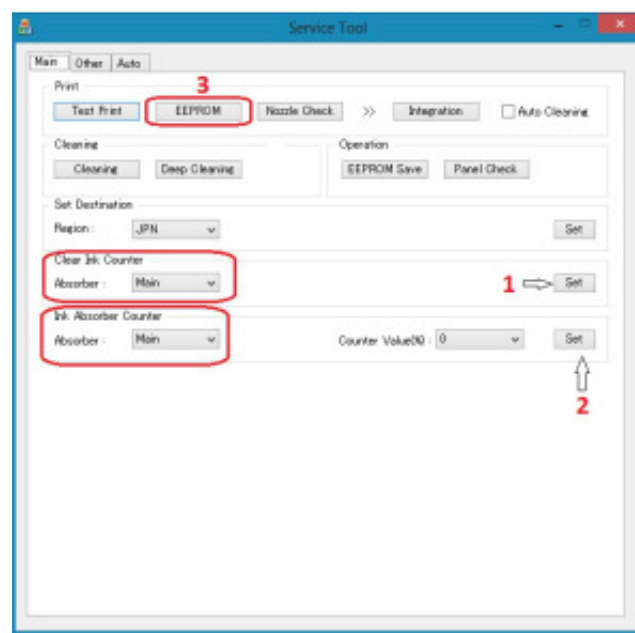 Service Tool
Main Other Auto
Print
3
Test Print EEPROM Nozzle Check >> Integration Auto Cleaning
Cleaning Operation
Cleaning Deep Cleaning EEPROM Save Panel Check
Set Destination
Region : JPN Set
Clear Ink Counter
Absorber : Main 1 Set
Ink Absorber Counter
Absorber : Main Counter Value(%) : 0 Set
2